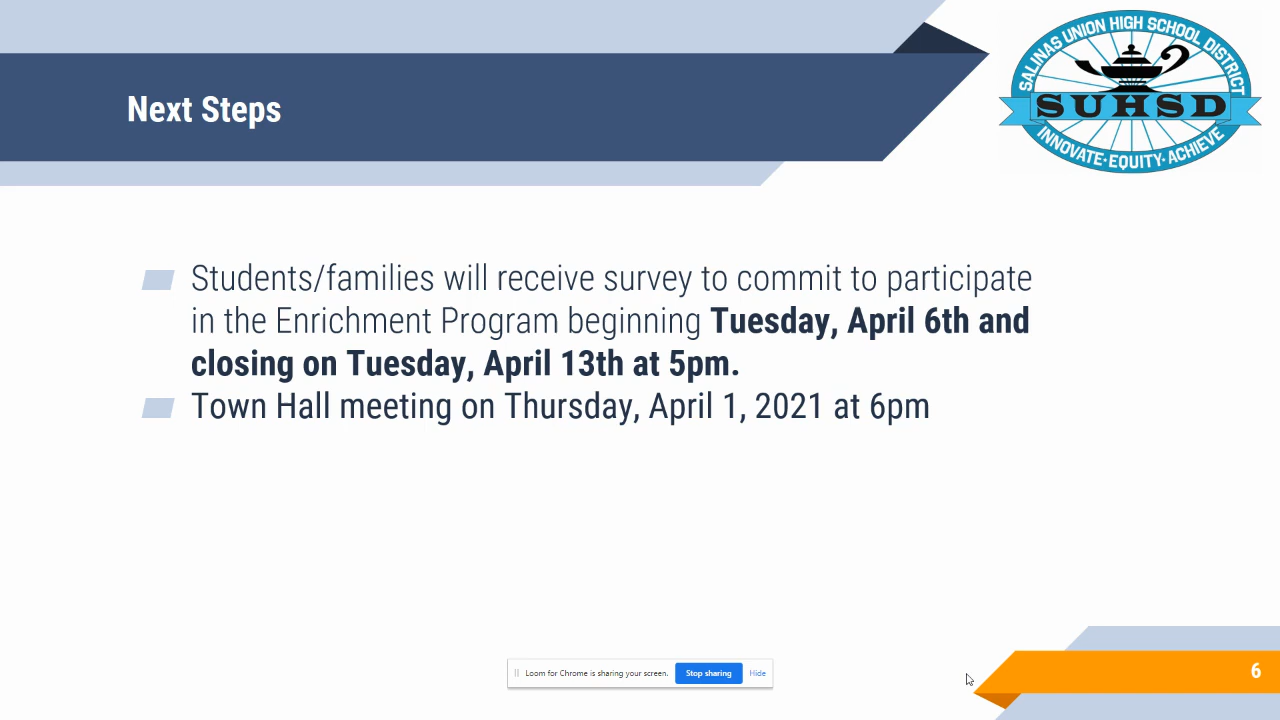 SALINAS UNION HIGH SCHOOL DISTRICT
SUHSD
INNOVATE·EQUITY·ACHIEVE
Next Steps
Students/families will receive survey to commit to participate
in the Enrichment Program beginning Tuesday, April 6th and
closing on Tuesday, April 13th at 5pm.
Town Hall meeting on Thursday, April 1, 2021 at 6pm
Loom for Chrome is sharing your screen. Stop sharing Hide
6